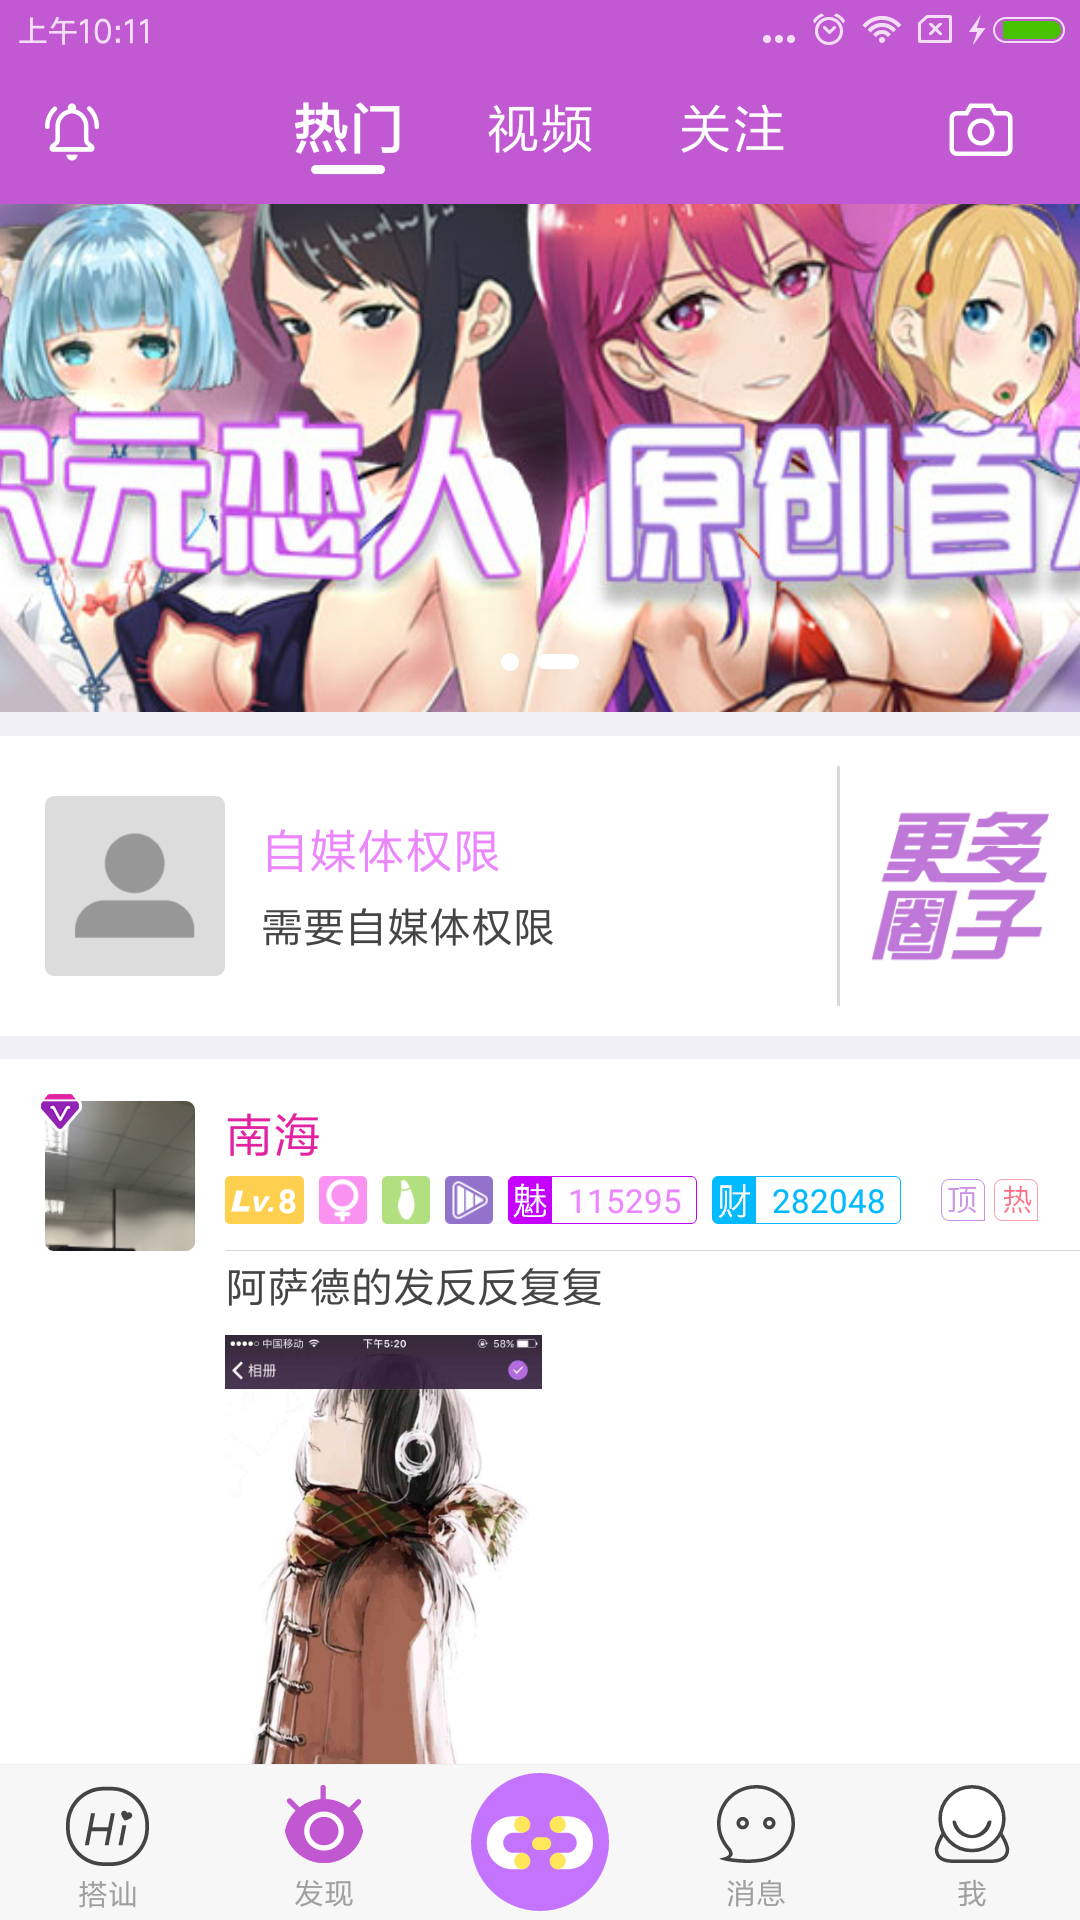 上午10:11
热门 视频 关注
次元恋人 原创首发
自媒体权限
需要自媒体权限
更多
圈子
南海
Lv.8 魅 115295 财 282048 顶 热
阿萨德的发反反复复
中国移动 下午5:20 58%
相册
Hi
搭讪 发现 消息 我